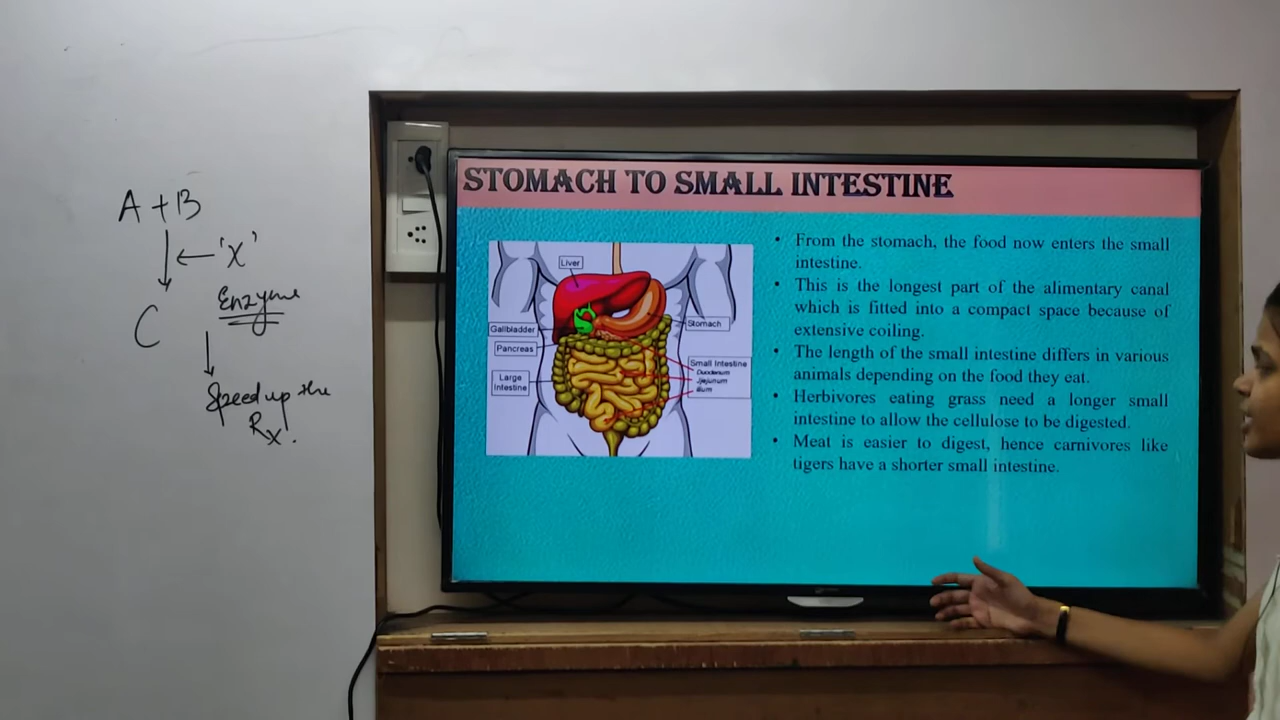 A + B
← 'X'
Enzyme
C
Speed up the
Rx.
STOMACH TO SMALL INTESTINE
Liver
Gallbladder
Pancreas
Large
Intestine
Stomach
Small Intestine
Duodenum
Jejunum
Ilium
• From the stomach, the food now enters the small
intestine.
• This is the longest part of the alimentary canal
which is fitted into a compact space because of
extensive coiling.
• The length of the small intestine differs in various
animals depending on the food they eat.
• Herbivores eating grass need a longer small
intestine to allow the cellulose to be digested.
• Meat is easier to digest, hence carnivores like
tigers have a shorter small intestine.